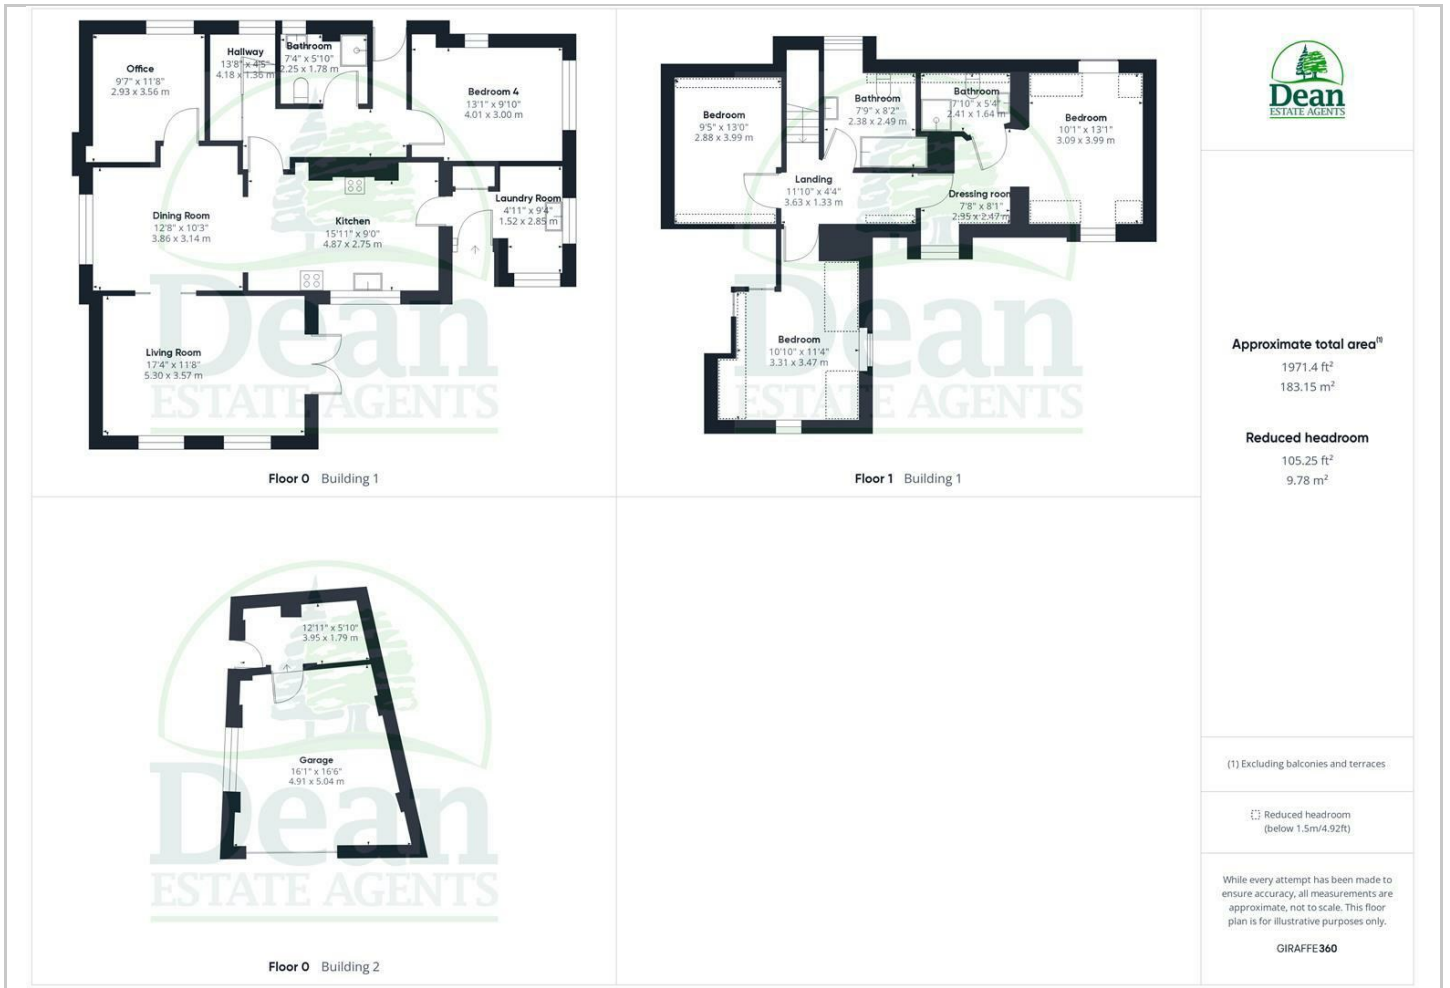 Office
9'7" x 11'8"
2.93 x 3.56 m
Hallway
13'8" x 4'5"
4.18 x 1.36 m
Bathroom
7'4" x 5'10"
2.25 x 1.78 m
Bedroom 4
13'1" x 9'10"
4.01 x 3.00 m
Dining Room
12'8" x 10'3"
3.86 x 3.14 m
Kitchen
15'11" x 9'0"
4.87 x 2.75 m
Laundry Room
4'11" x 9'4"
1.52 x 2.85 m
Living Room
17'4" x 11'8"
5.30 x 3.57 m
Dean
ESTATE AGENTS
Floor 0 Building 1
Bedroom
9'5" x 13'0"
2.88 x 3.99 m
Bathroom
7'9" x 8'2"
2.38 x 2.49 m
Bathroom
7'10" x 5'4"
2.41 x 1.64 m
Bedroom
10'1" x 13'1"
3.09 x 3.99 m
Landing
11'10" x 4'4"
3.63 x 1.33 m
Dressing room
7'8" x 8'1"
2.35 x 2.47 m
Bedroom
10'10" x 11'4"
3.31 x 3.47 m
Dean
ESTATE AGENTS
Floor 1 Building 1
12'11" x 5'10"
3.95 x 1.79 m
Garage
16'1" x 16'6"
4.91 x 5.04 m
Dean
ESTATE AGENTS
Floor 0 Building 2
Dean
ESTATE AGENTS
Approximate total area(1)
1971.4 ft²
183.15 m²
Reduced headroom
105.25 ft²
9.78 m²
(1) Excluding balconies and terraces
Reduced headroom
(below 1.5m/4.92ft)
While every attempt has been made to
ensure accuracy, all measurements are
approximate, not to scale. This floor
plan is for illustrative purposes only.
GIRAFFE360